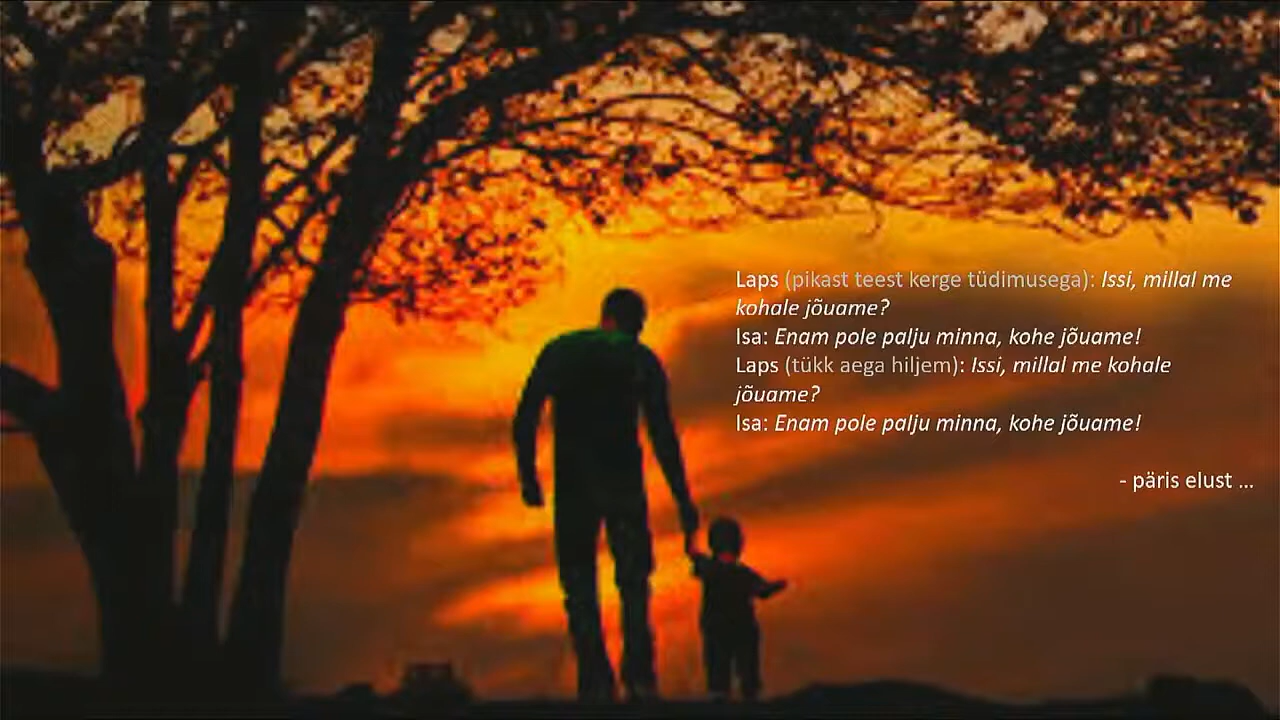 Laps (pikast teest kerge tüdimusega): Issi, millal me
kohale jõuame?
Isa: Enam pole palju minna, kohe jõuame!
Laps (tükk aega hiljem): Issi, millal me kohale
jõuame?
Isa: Enam pole palju minna, kohe jõuame!
- päris elust ...